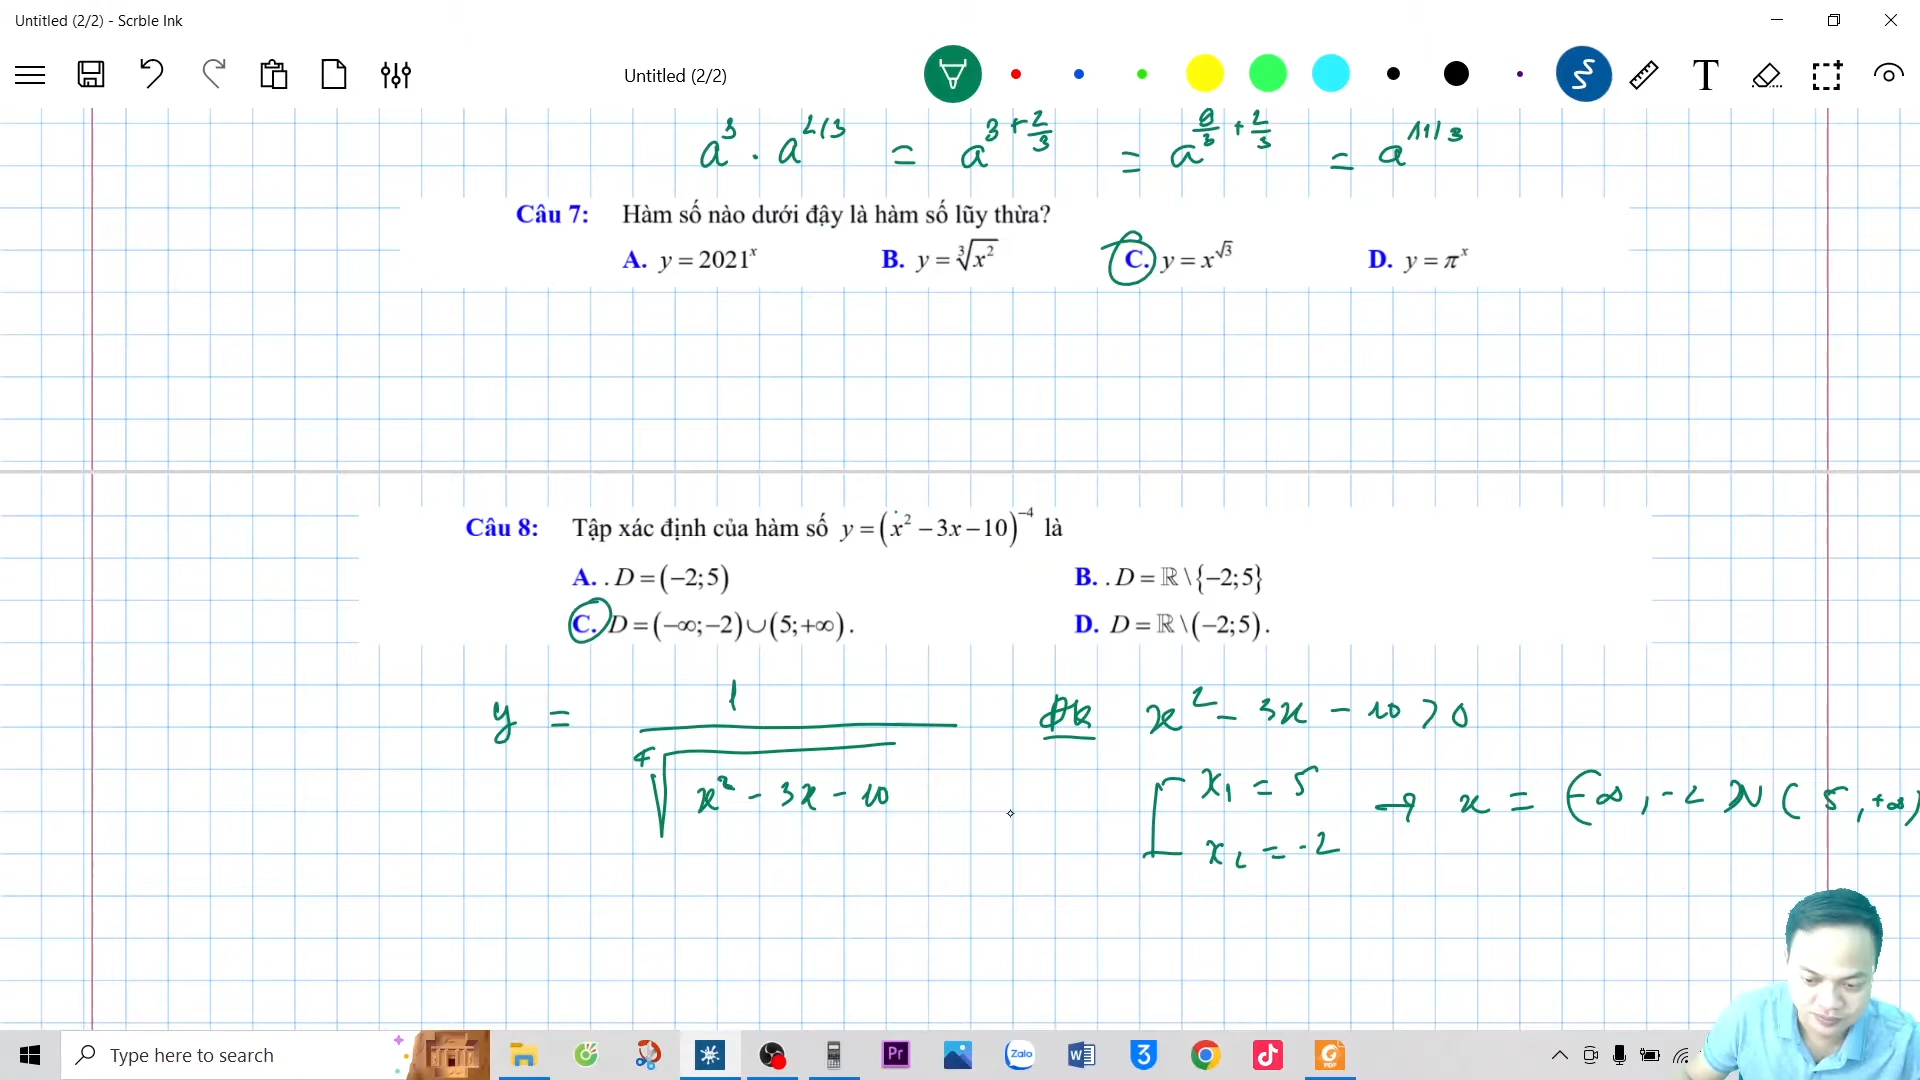 Untitled (2/2) - Scrble Ink
Untitled (2/2)
T
a³ . a^{2/3} = a^{3 + 2/3} = a^{9/3 + 2/3} = a^{11/3}
Câu 7: Hàm số nào dưới đây là hàm số lũy thừa?
A. y = 2021^x B. y = ∛(x²) C. y = x^{√3} D. y = π^x
Câu 8: Tập xác định của hàm số y = (x² − 3x − 10)^{−4} là
A. . D = (−2;5) B. . D = ℝ \ {−2;5}
C. D = (−∞;−2) ∪ (5;+∞) . D. D = ℝ \ (−2;5) .
y = 1 / ⁴√(x² − 3x − 10) ĐK x² − 3x − 10 > 0
[ x₁ = 5
x₂ = -2 → x = (-∞, -2) ∪ (5, +∞)
Type here to search
Pr
Zalo
W
3
PDF